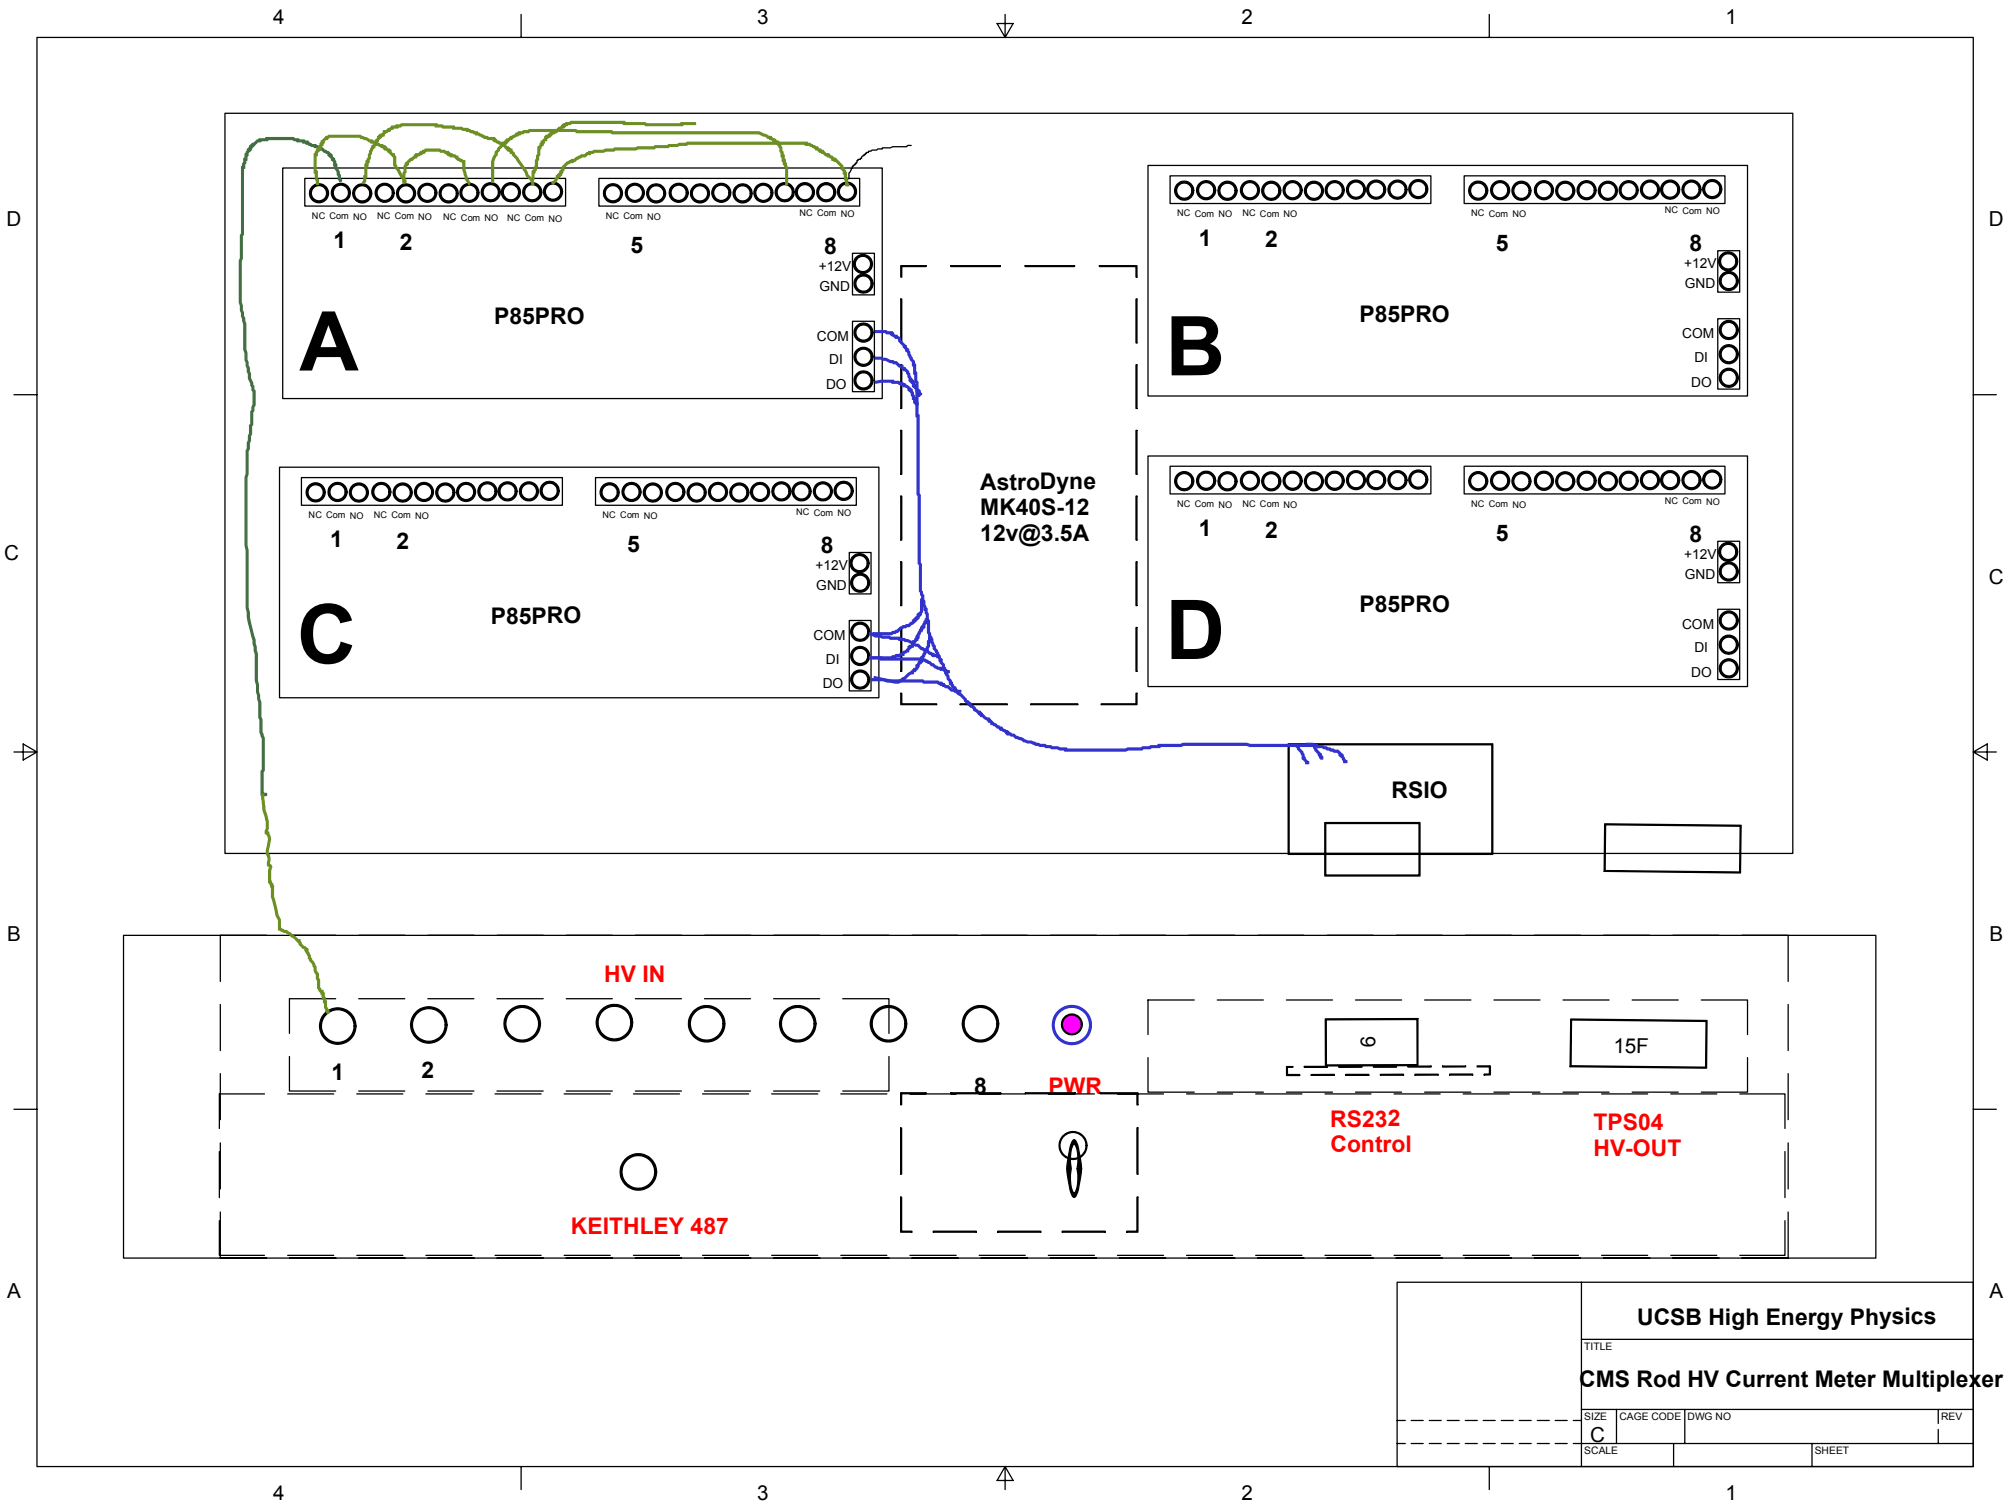 4 3 2 1
D D
NC Com NO NC Com NO NC Com NO NC Com NO
1 2
NC Com NO NC Com NO
5 8
+12V
GND
P85PRO
A
COM
DI
DO
NC Com NO NC Com NO
1 2
NC Com NO NC Com NO
5 8
+12V
GND
P85PRO
B
COM
DI
DO
AstroDyne
MK40S-12
12v@3.5A
C C
NC Com NO NC Com NO
1 2
NC Com NO NC Com NO
5 8
+12V
GND
P85PRO
C
COM
DI
DO
NC Com NO NC Com NO
1 2
NC Com NO NC Com NO
5 8
+12V
GND
P85PRO
D
COM
DI
DO
RSIO
B B
HV IN
1 2 8
PWR
9
15F
RS232
Control
TPS04
HV-OUT
KEITHLEY 487
A A
UCSB High Energy Physics
TITLE
CMS Rod HV Current Meter Multiplexer
SIZE CAGE CODE DWG NO REV
C
SCALE SHEET
4 3 2 1